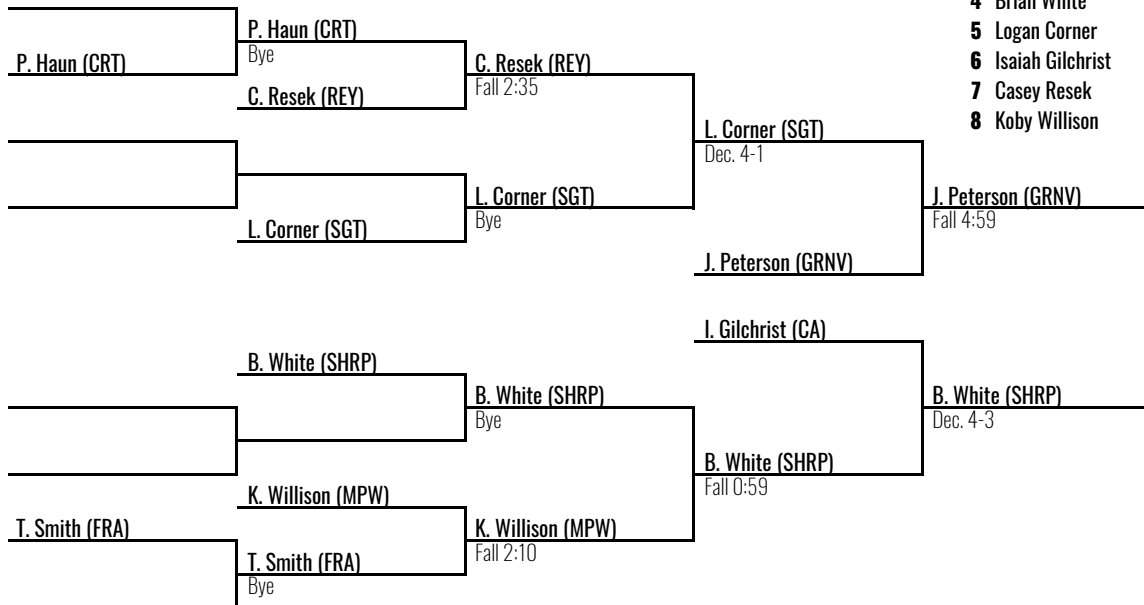 4 Brian White
5 Logan Corner
6 Isaiah Gilchrist
7 Casey Resek
8 Koby Willison
P. Haun (CRT)
P. Haun (CRT)
Bye
C. Resek (REY)
C. Resek (REY)
Fall 2:35
L. Corner (SGT)
L. Corner (SGT)
Bye
L. Corner (SGT)
Dec. 4-1
J. Peterson (GRNV)
J. Peterson (GRNV)
Fall 4:59
I. Gilchrist (CA)
B. White (SHRP)
B. White (SHRP)
Bye
B. White (SHRP)
Dec. 4-3
B. White (SHRP)
Fall 0:59
K. Willison (MPW)
T. Smith (FRA)
K. Willison (MPW)
Fall 2:10
T. Smith (FRA)
Bye